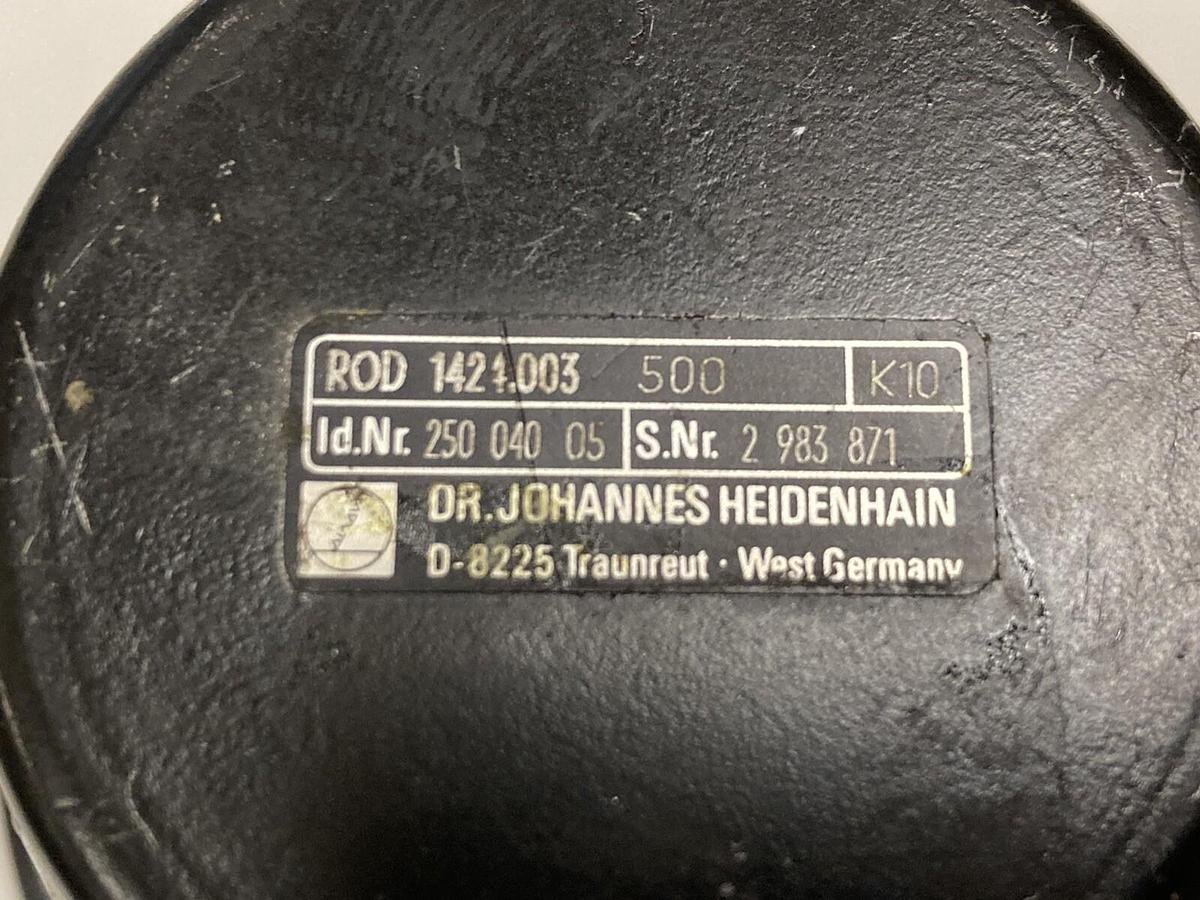 ROD 1424.003 500 K10
Id.Nr. 250 040 05 S.Nr. 2 983 871
DR. JOHANNES HEIDENHAIN
D-8225 Traunreut · West Germany